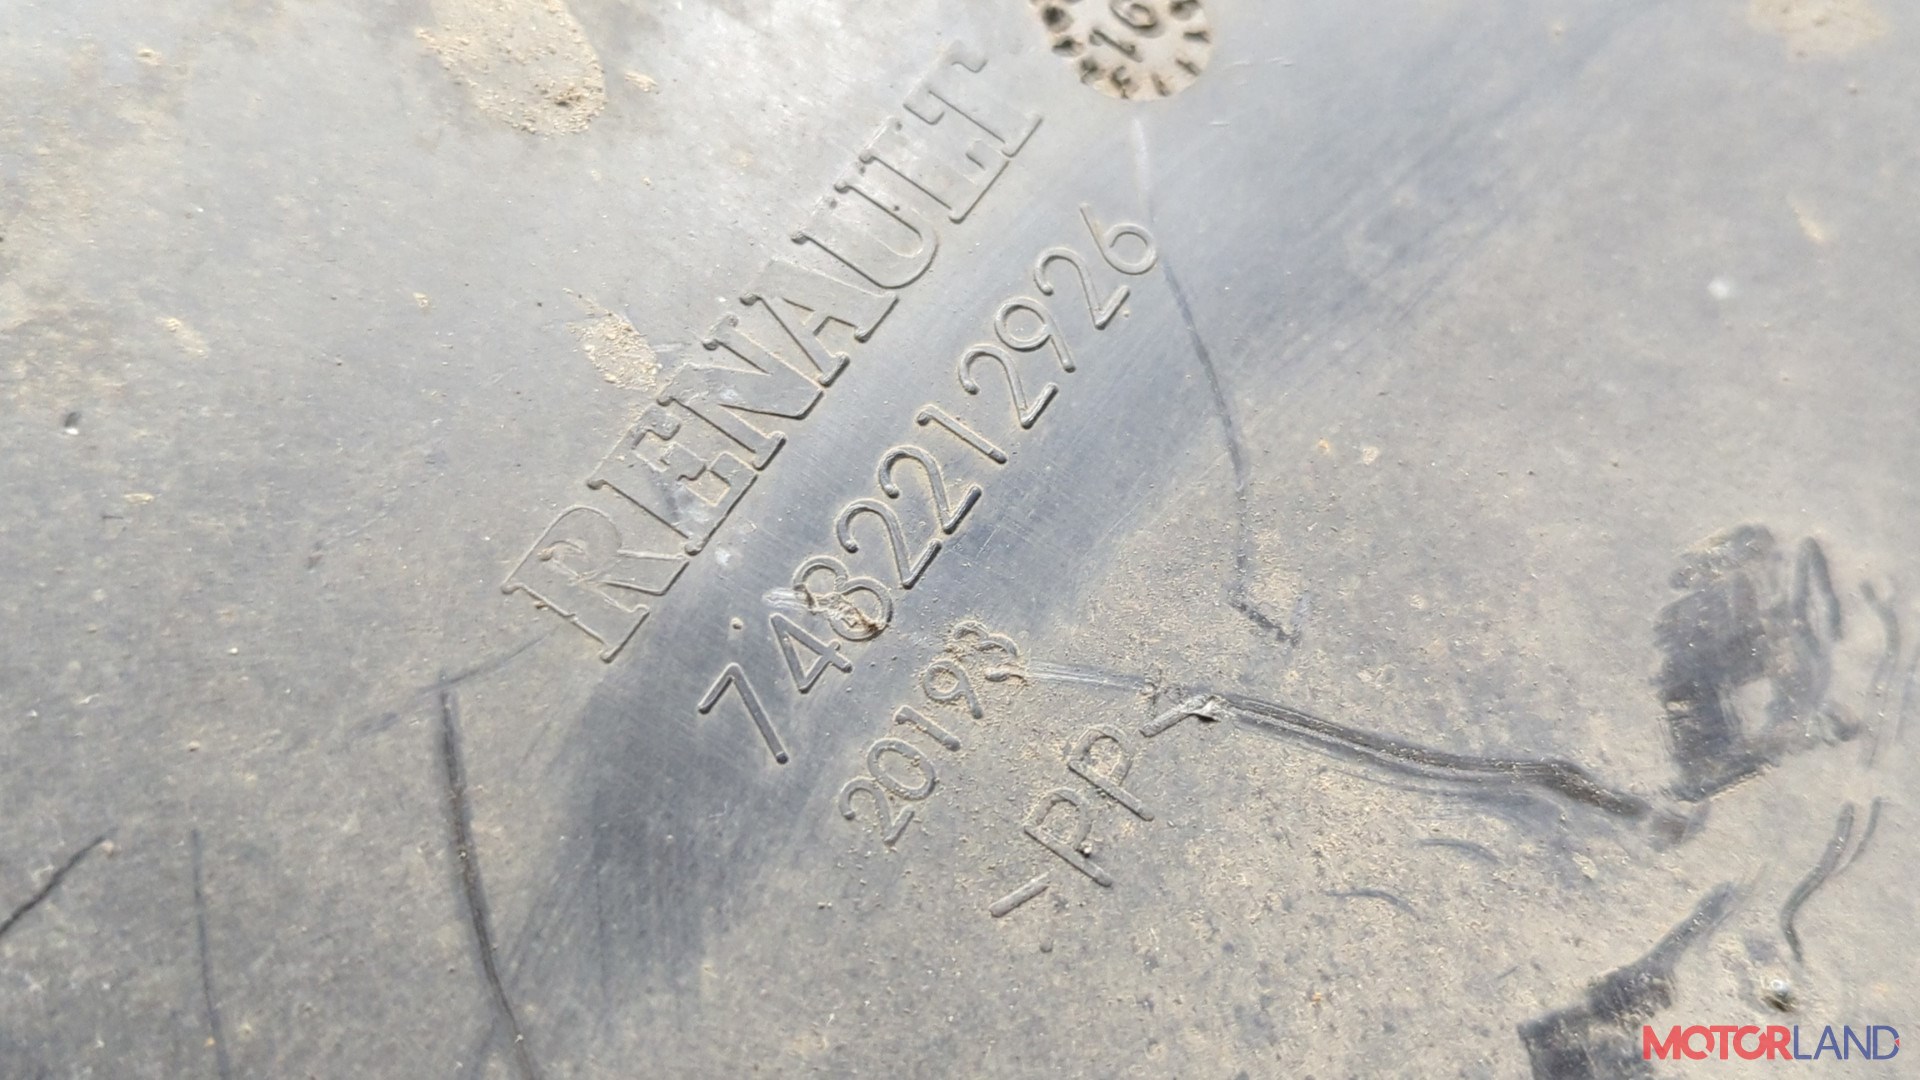 RENAULT
7482212926
20193
-PP-
MOTORLAND